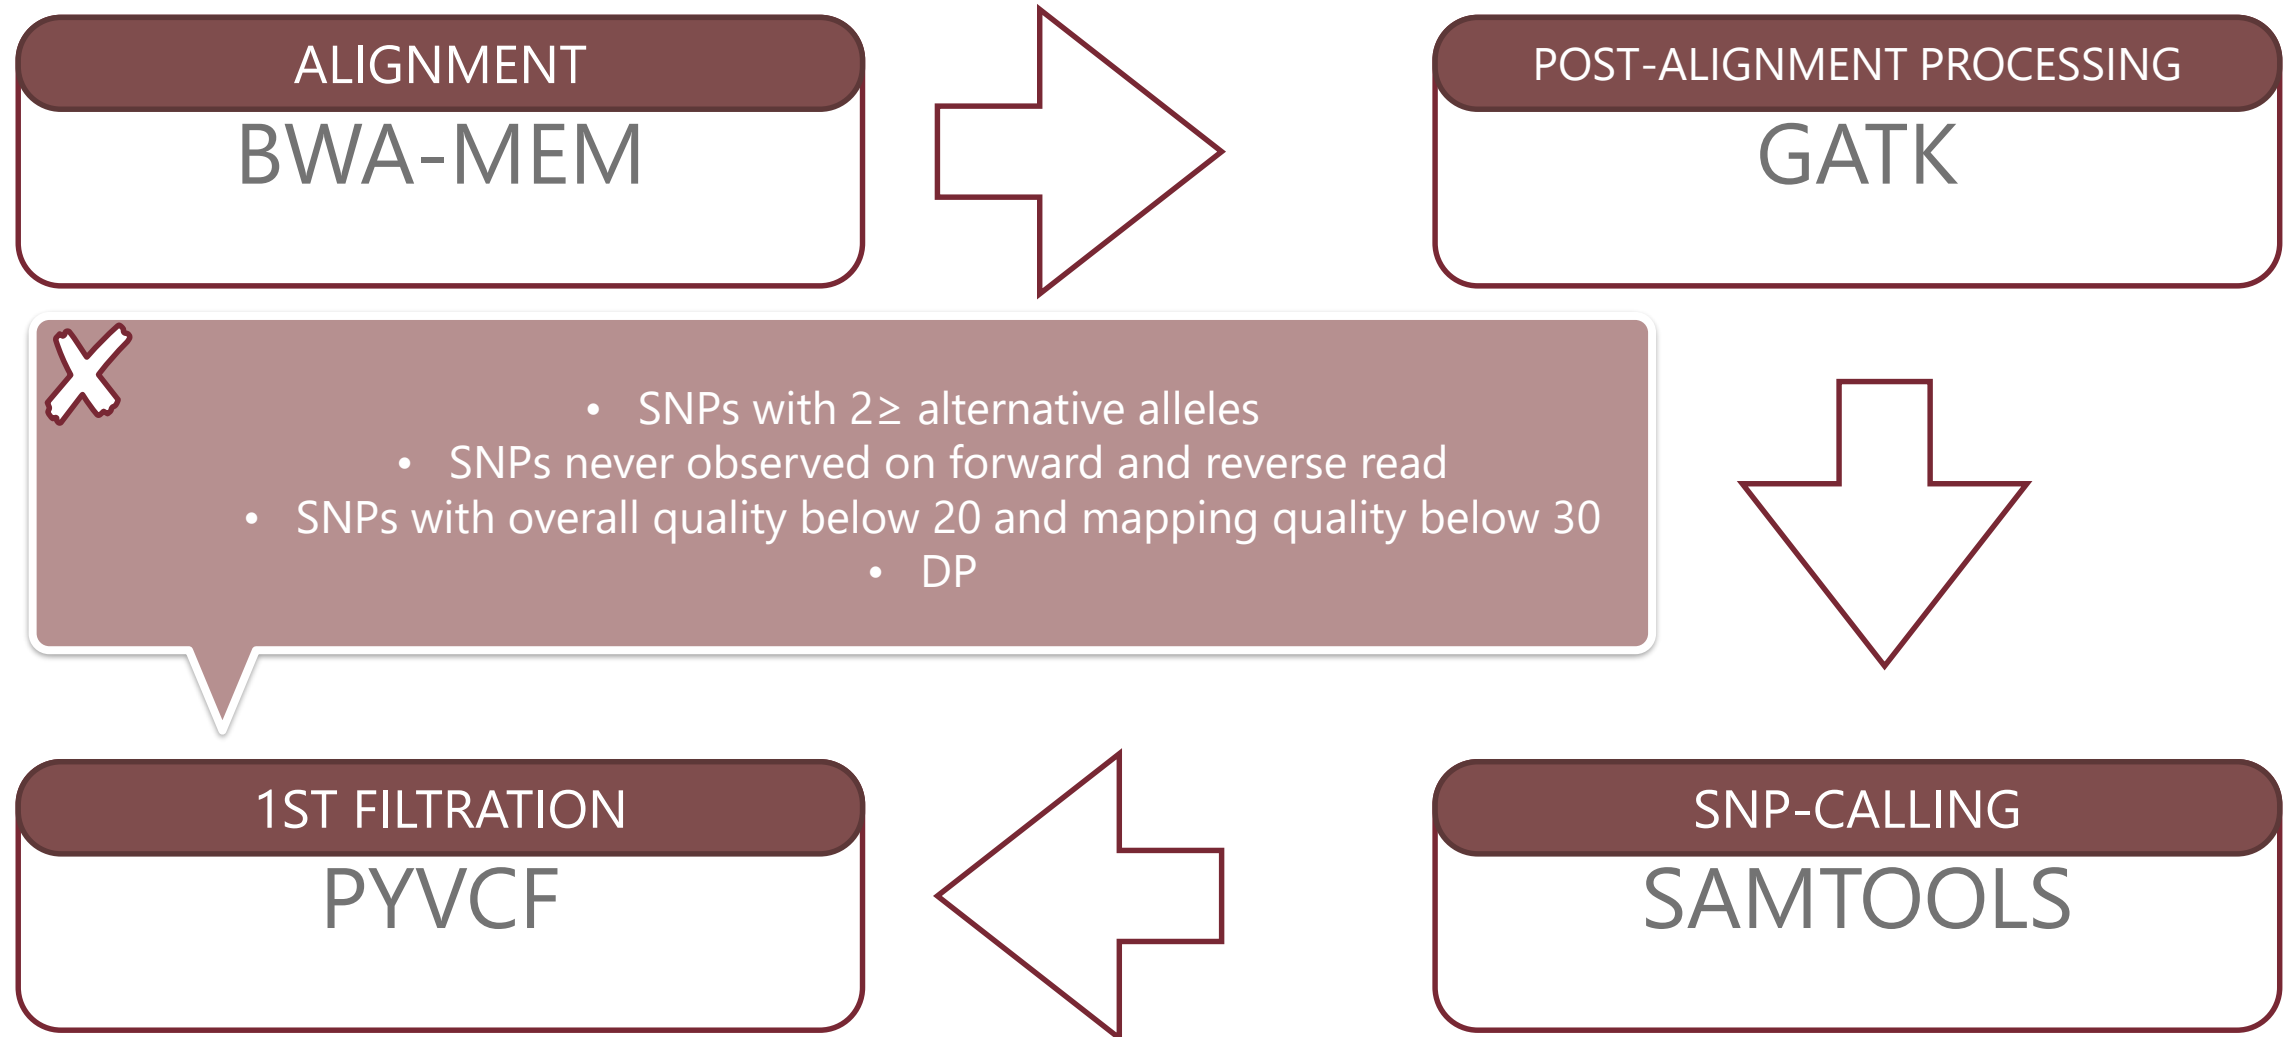 ALIGNMENT
BWA-MEM
POST-ALIGNMENT PROCESSING
GATK
• SNPs with 2≥ alternative alleles
• SNPs never observed on forward and reverse read
• SNPs with overall quality below 20 and mapping quality below 30
• DP
1ST FILTRATION
PYVCF
SNP-CALLING
SAMTOOLS